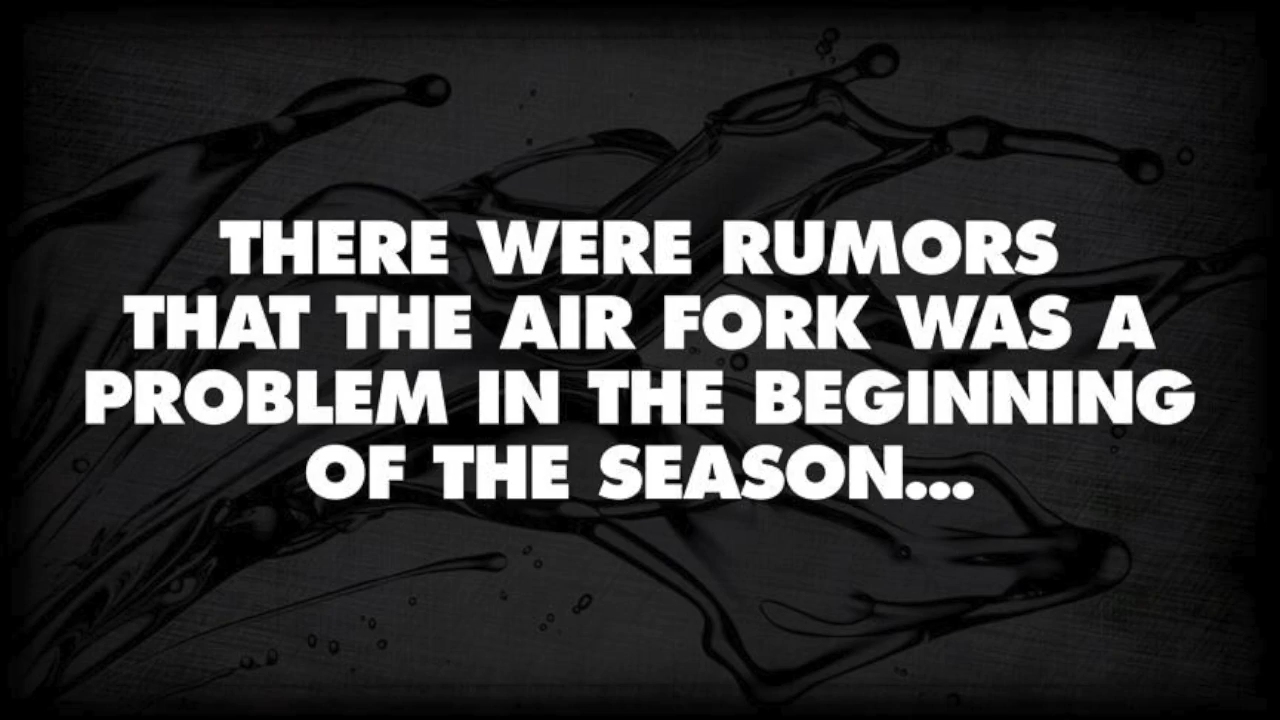 THERE WERE RUMORS
THAT THE AIR FORK WAS A
PROBLEM IN THE BEGINNING
OF THE SEASON...